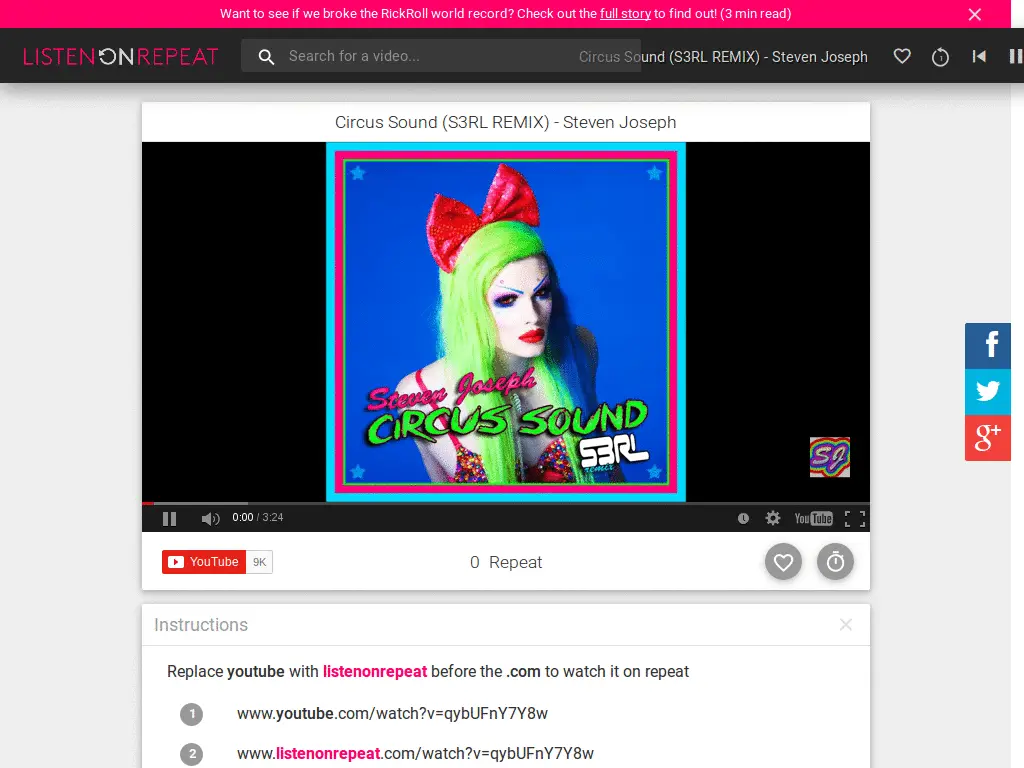 Want to see if we broke the RickRoll world record? Check out the full story to find out! (3 min read)
LISTENONREPEAT
Search for a video...
Circus Sound (S3RL REMIX) - Steven Joseph
1
Circus Sound (S3RL REMIX) - Steven Joseph
Steven Joseph
CIRCUS SOUND
S3RL
remix
SJ
0:00 / 3:24
YouTube
YouTube 9K
0 Repeat
f
g+
Instructions
Replace youtube with listenonrepeat before the .com to watch it on repeat
1 www.youtube.com/watch?v=qybUFnY7Y8w
2 www.listenonrepeat.com/watch?v=qybUFnY7Y8w